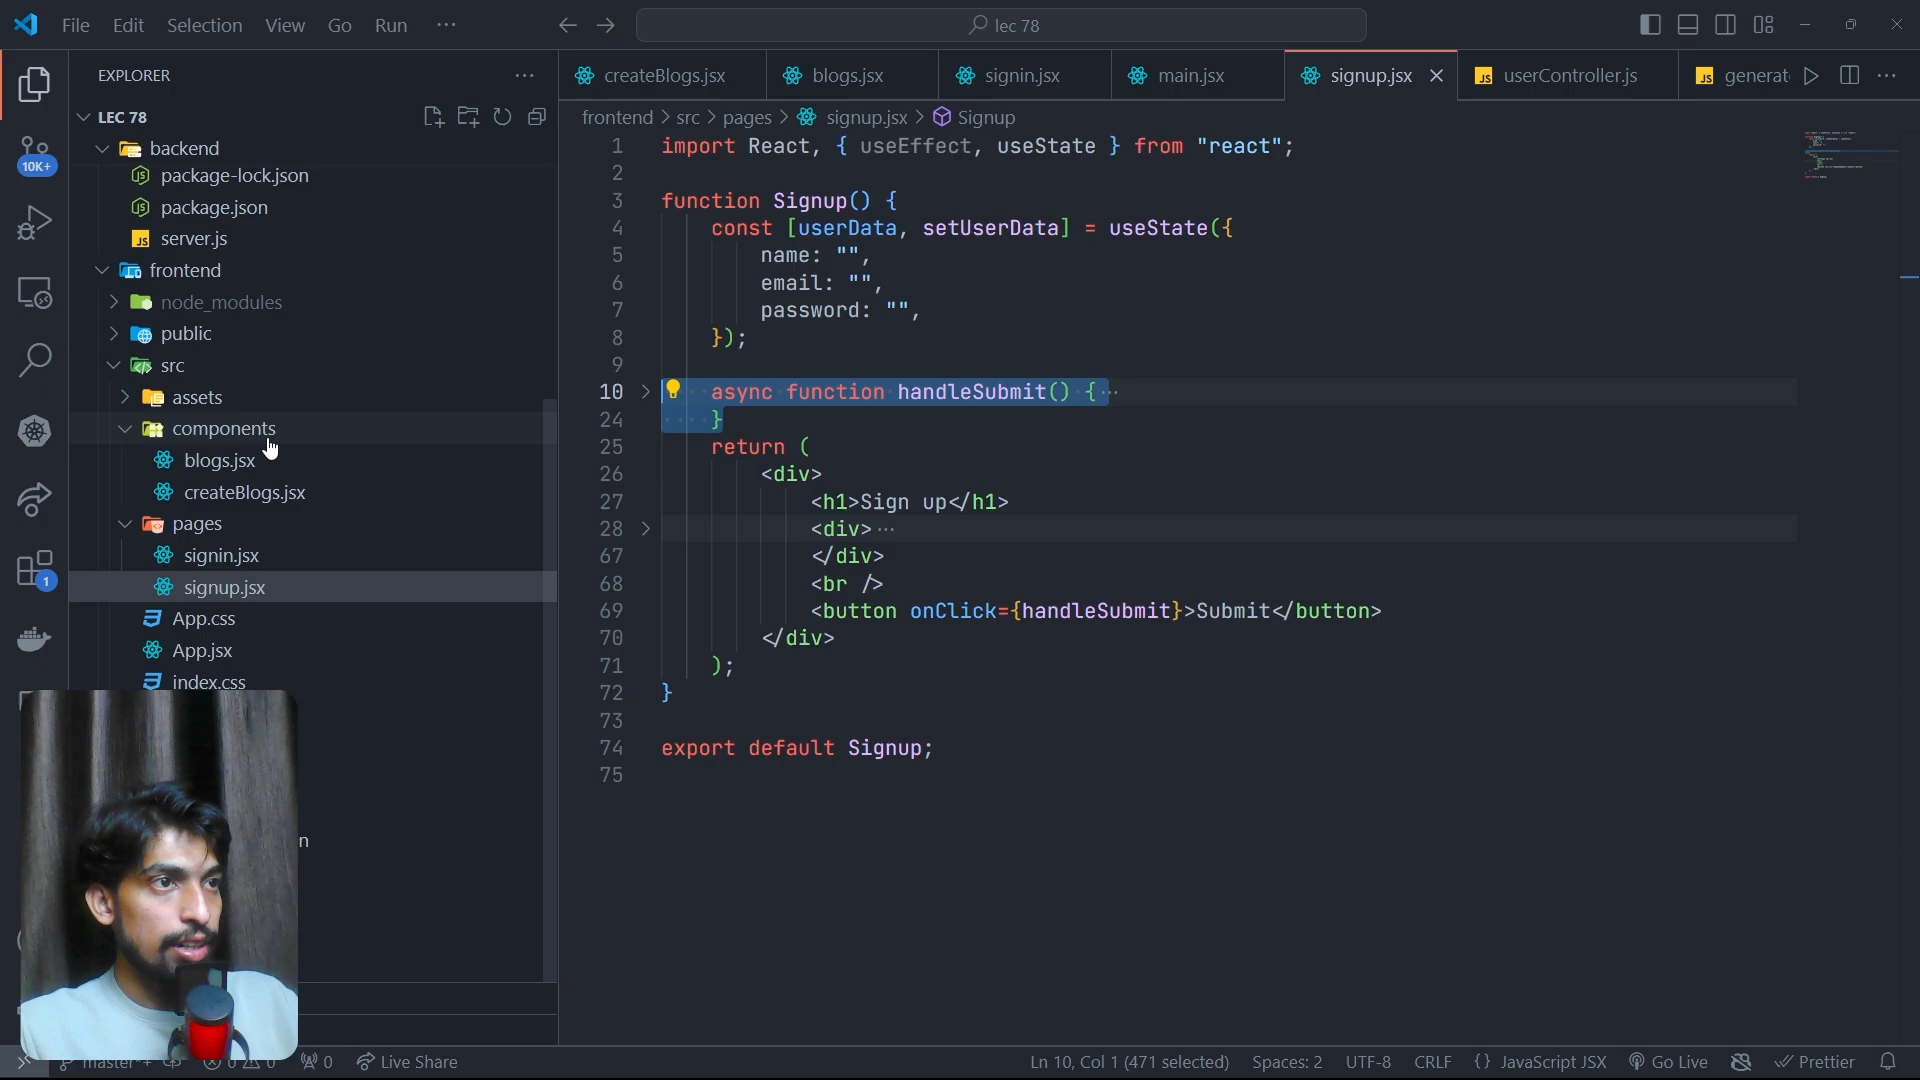 File Edit Selection View Go Run ···
lec 78
EXPLORER
LEC 78
backend
package-lock.json
package.json
server.js
frontend
node_modules
public
src
assets
components
blogs.jsx
createBlogs.jsx
pages
signin.jsx
signup.jsx
App.css
App.jsx
index.css
n
10K+
1
createBlogs.jsx blogs.jsx signin.jsx main.jsx signup.jsx userController.js generat
frontend > src > pages > signup.jsx > Signup
1 import React, { useEffect, useState } from "react";
2
3 function Signup() {
4 const [userData, setUserData] = useState({
5 name: "",
6 email: "",
7 password: "",
8 });
9
10 async function handleSubmit() { ···
24 }
25 return (
26 <div>
27 <h1>Sign up</h1>
28 <div> ···
67 </div>
68 <br />
69 <button onClick={handleSubmit}>Submit</button>
70 </div>
71 );
72 }
73
74 export default Signup;
75
master*+ 0 0 0 Live Share Ln 10, Col 1 (471 selected) Spaces: 2 UTF-8 CRLF {} JavaScript JSX Go Live Prettier